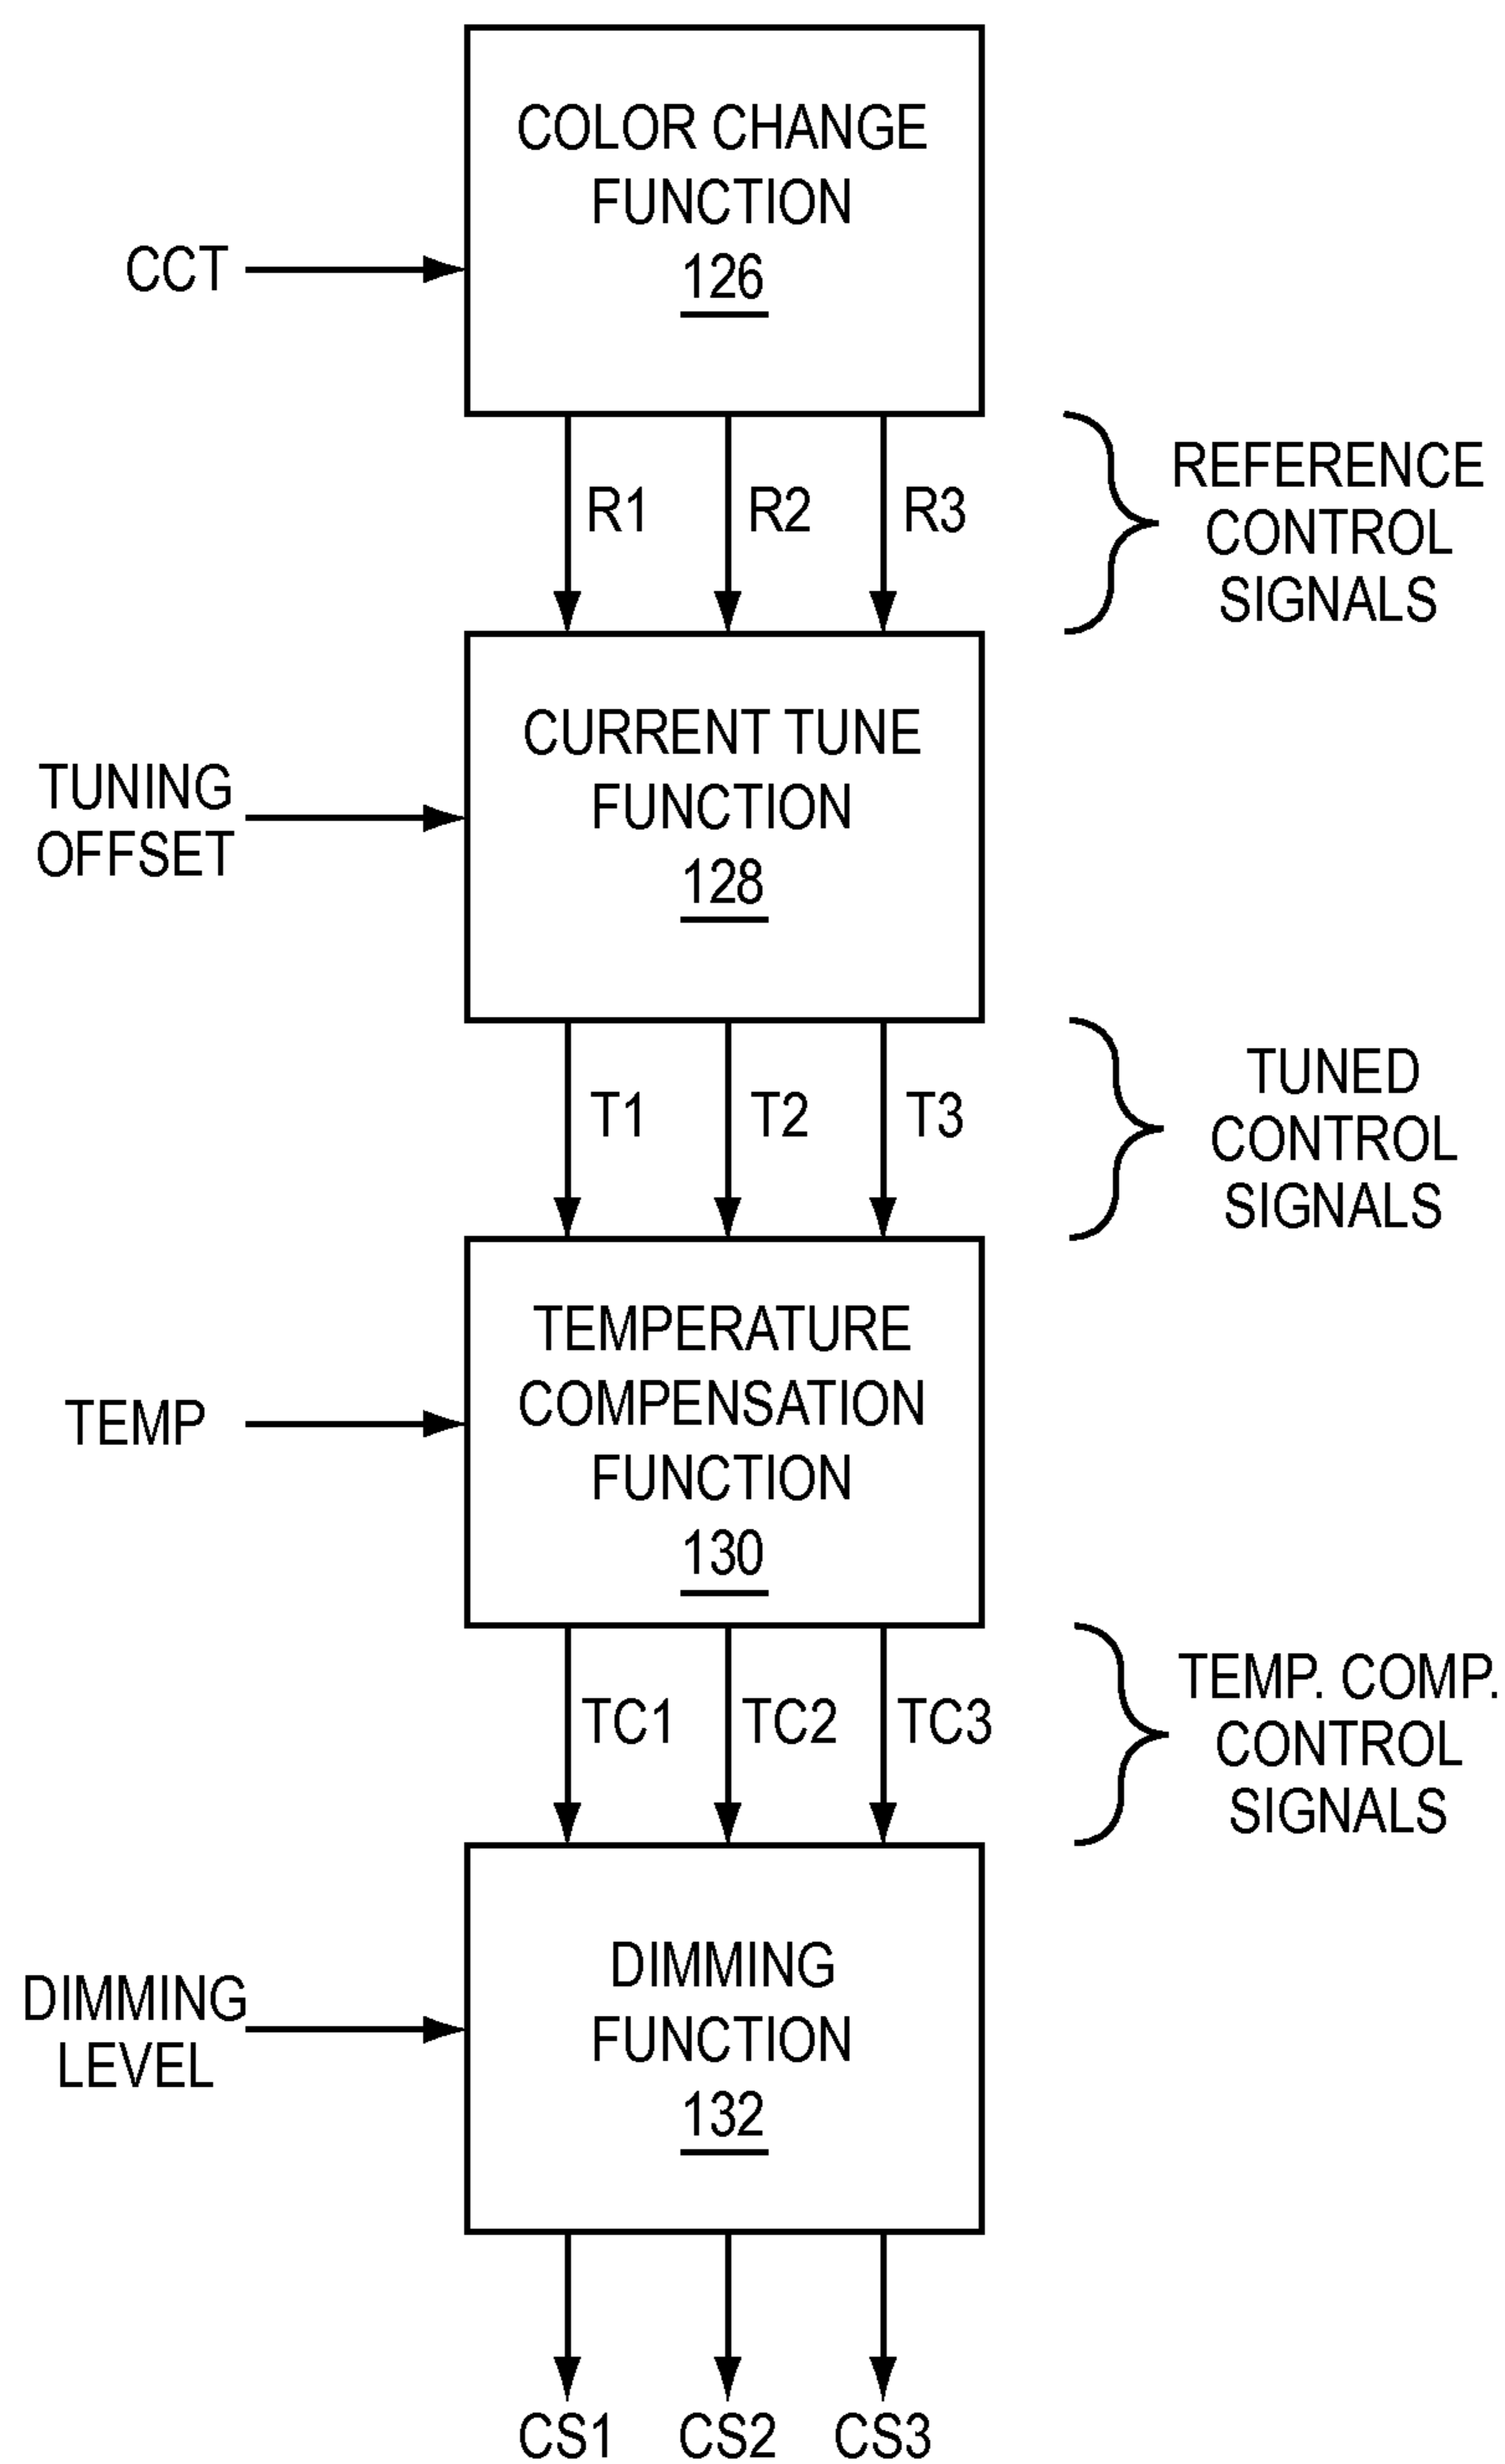 COLOR CHANGE
FUNCTION
126
CCT
R1
R2
R3
REFERENCE
CONTROL
SIGNALS
CURRENT TUNE
FUNCTION
128
TUNING
OFFSET
T1
T2
T3
TUNED
CONTROL
SIGNALS
TEMPERATURE
COMPENSATION
FUNCTION
130
TEMP
TC1
TC2
TC3
TEMP. COMP.
CONTROL
SIGNALS
DIMMING
FUNCTION
132
DIMMING
LEVEL
CS1
CS2
CS3